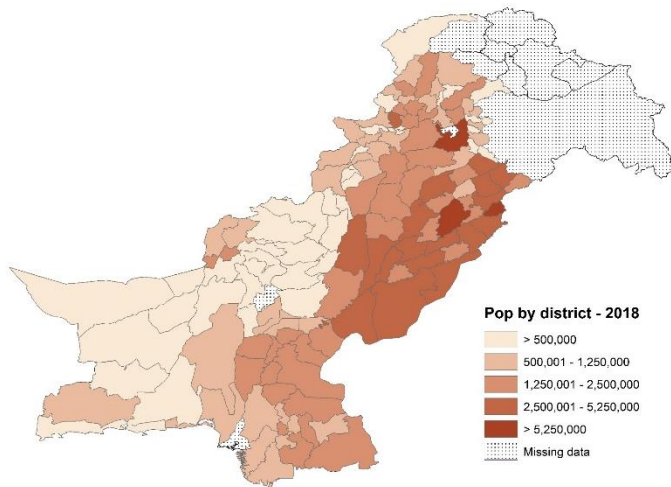 Pop by district - 2018
> 500,000
500,001 - 1,250,000
1,250,001 - 2,500,000
2,500,001 - 5,250,000
> 5,250,000
Missing data